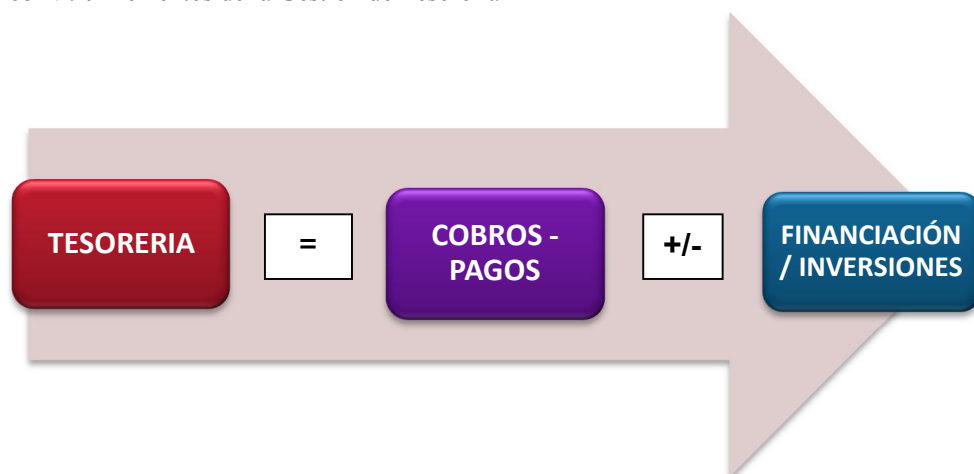 TESORERIA
=
COBROS -
PAGOS
+/-
FINANCIACIÓN
/ INVERSIONES